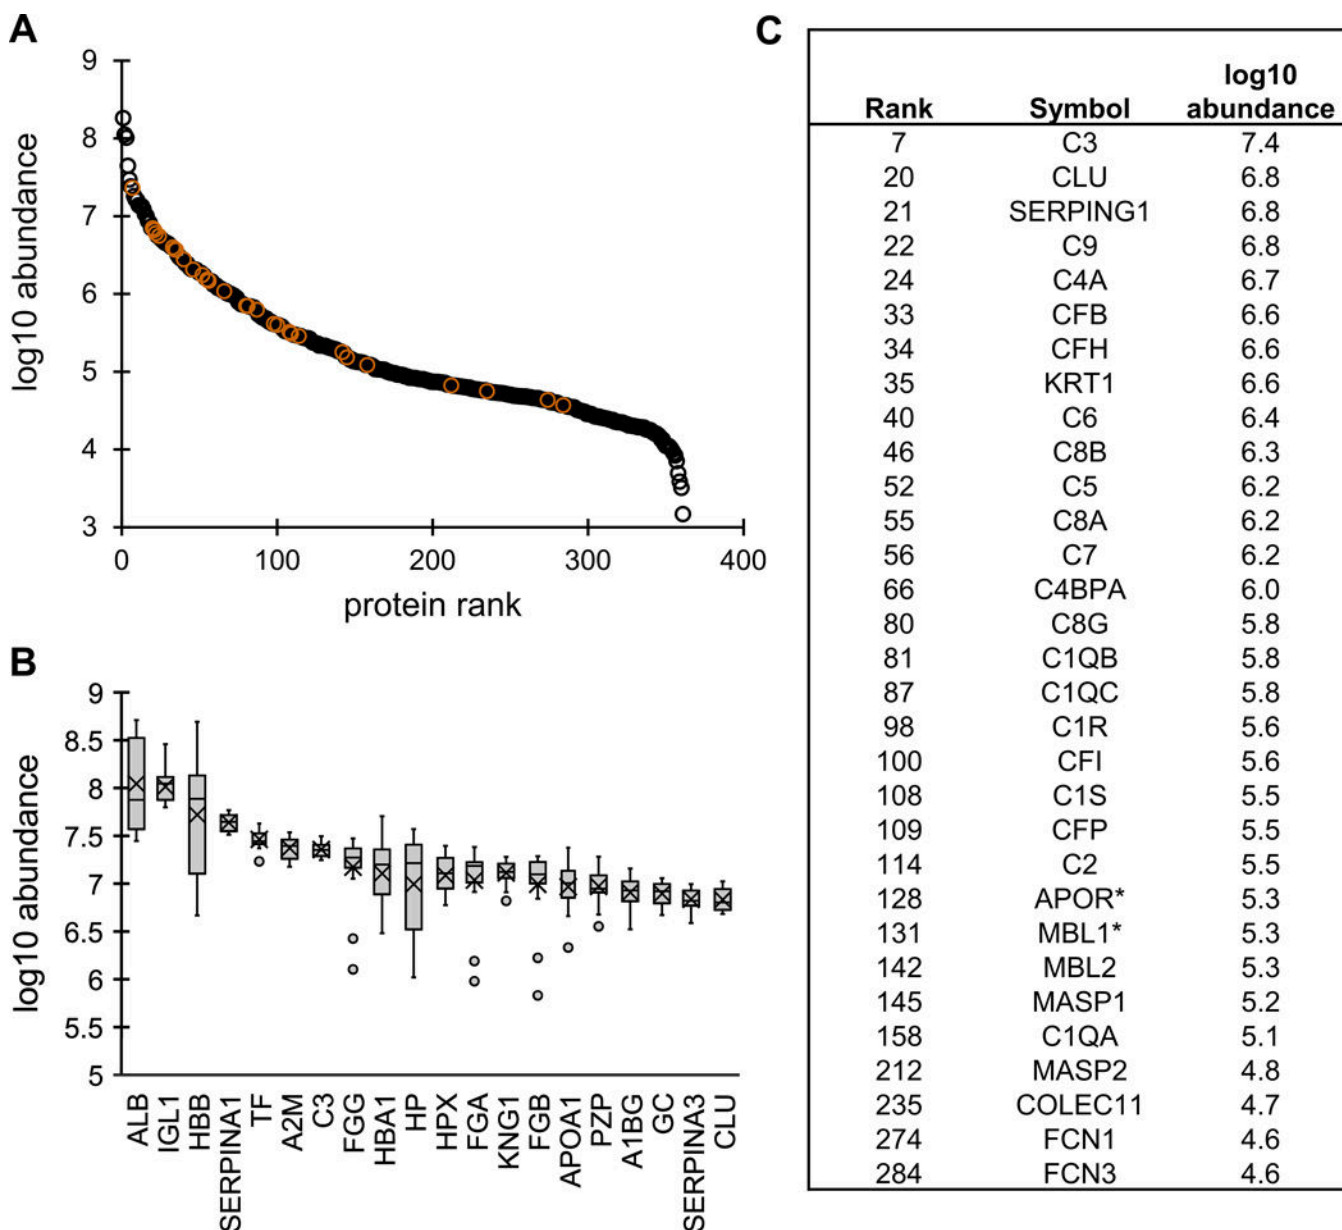 A
9
8
7
6
5
4
3
log10 abundance
0 100 200 300 400
protein rank
B
9
8.5
8
7.5
7
6.5
6
5.5
5
log10 abundance
ALB IGL1 HBB SERPINA1 TF A2M C3 FGG HBA1 HP HPX FGA KNG1 FGB APOA1 PZP A1BG GC SERPINA3 CLU
C
log10
Rank Symbol abundance
7 C3 7.4
20 CLU 6.8
21 SERPING1 6.8
22 C9 6.8
24 C4A 6.7
33 CFB 6.6
34 CFH 6.6
35 KRT1 6.6
40 C6 6.4
46 C8B 6.3
52 C5 6.2
55 C8A 6.2
56 C7 6.2
66 C4BPA 6.0
80 C8G 5.8
81 C1QB 5.8
87 C1QC 5.8
98 C1R 5.6
100 CFI 5.6
108 C1S 5.5
109 CFP 5.5
114 C2 5.5
128 APOR* 5.3
131 MBL1* 5.3
142 MBL2 5.3
145 MASP1 5.2
158 C1QA 5.1
212 MASP2 4.8
235 COLEC11 4.7
274 FCN1 4.6
284 FCN3 4.6